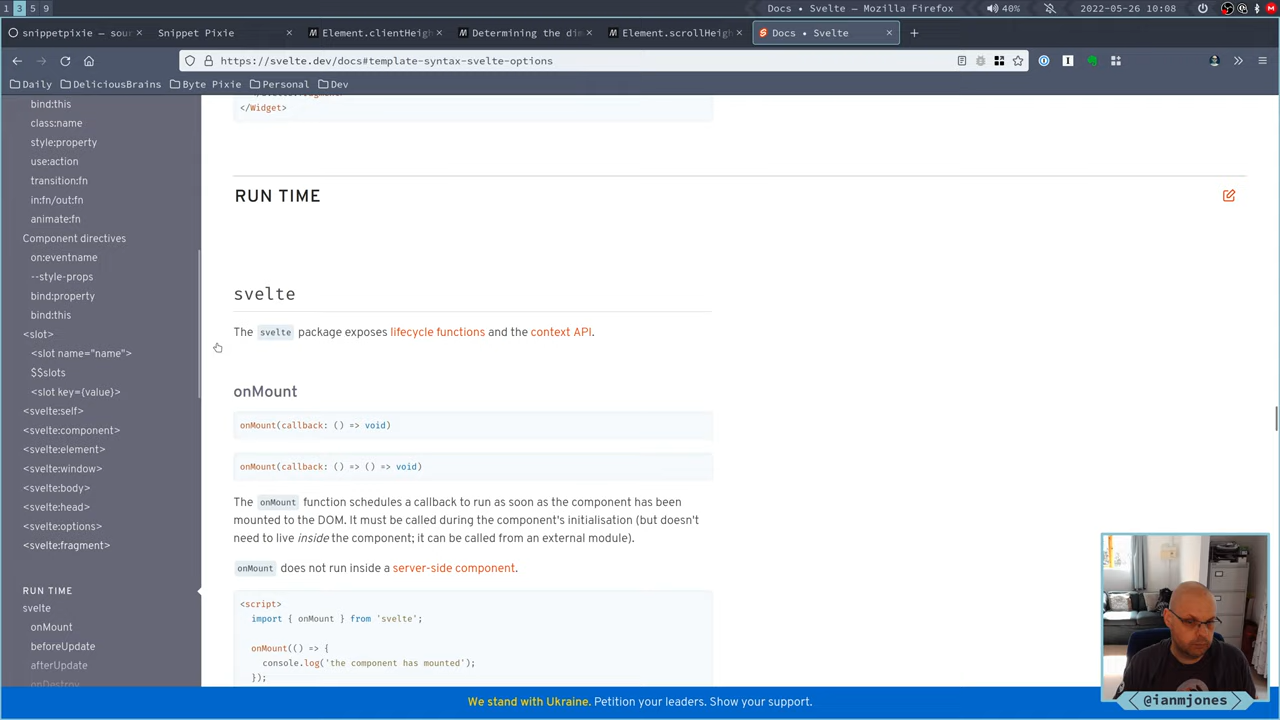 1 3 5 9
Docs • Svelte — Mozilla Firefox
40%
2022-05-26 10:08
snippetpixie — sour
Snippet Pixie
Element.clientHeigh
Determining the dim
Element.scrollHeigh
Docs • Svelte
https://svelte.dev/docs#template-syntax-svelte-options
Daily
DeliciousBrains
Byte Pixie
Personal
Dev
bind:this
class:name
style:property
use:action
transition:fn
in:fn/out:fn
animate:fn
Component directives
on:eventname
--style-props
bind:property
bind:this
<slot>
<slot name="name">
$$slots
<slot key={value}>
<svelte:self>
<svelte:component>
<svelte:element>
<svelte:window>
<svelte:body>
<svelte:head>
<svelte:options>
<svelte:fragment>
RUN TIME
svelte
onMount
beforeUpdate
afterUpdate
onDestroy
</Widget>
RUN TIME
svelte
The svelte package exposes lifecycle functions and the context API.
onMount
onMount(callback: () => void)
onMount(callback: () => () => void)
The onMount function schedules a callback to run as soon as the component has been
mounted to the DOM. It must be called during the component's initialisation (but doesn't
need to live inside the component; it can be called from an external module).
onMount does not run inside a server-side component.
<script>
import { onMount } from 'svelte';
onMount(() => {
console.log('the component has mounted');
});
We stand with Ukraine. Petition your leaders. Show your support.
@ianmjones